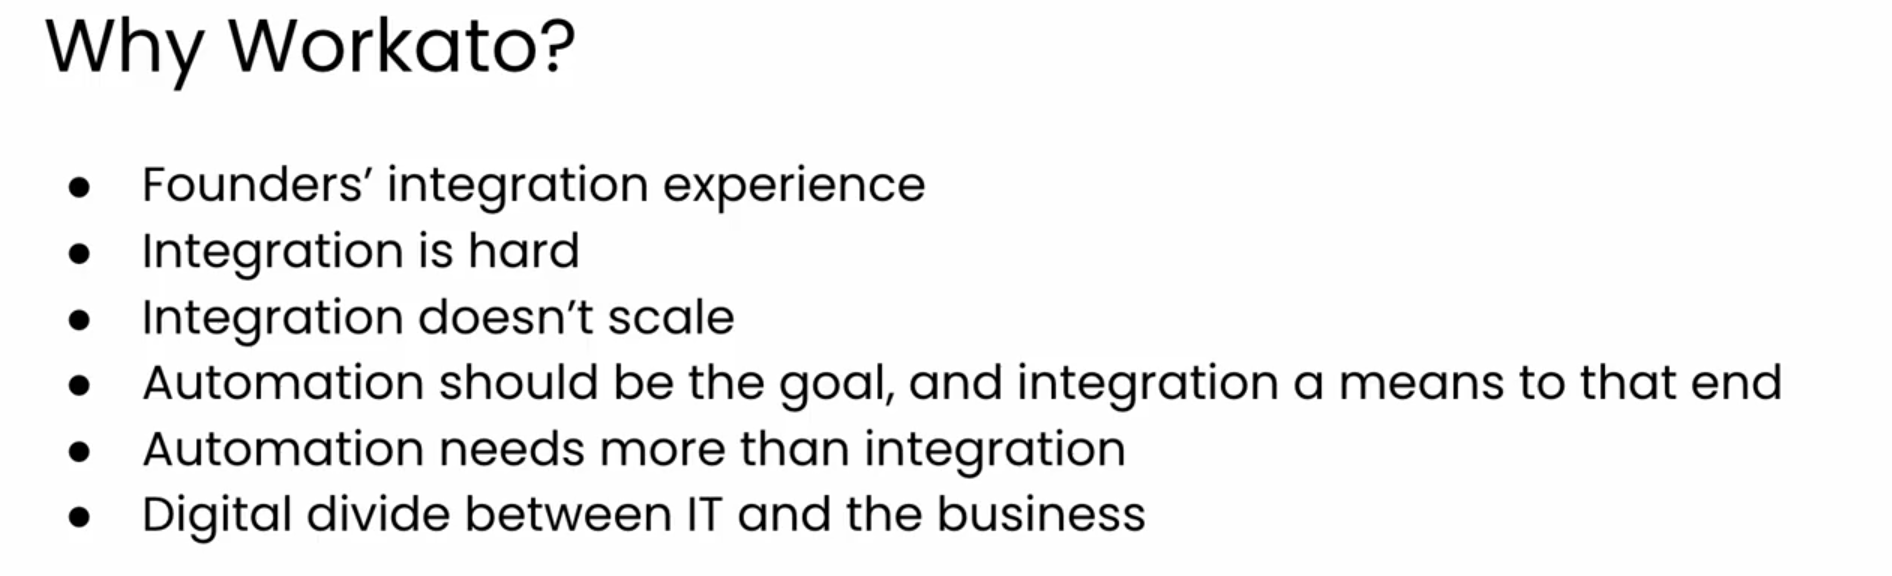 Why Workato?
● Founders’ integration experience
● Integration is hard
● Integration doesn’t scale
● Automation should be the goal, and integration a means to that end
● Automation needs more than integration
● Digital divide between IT and the business